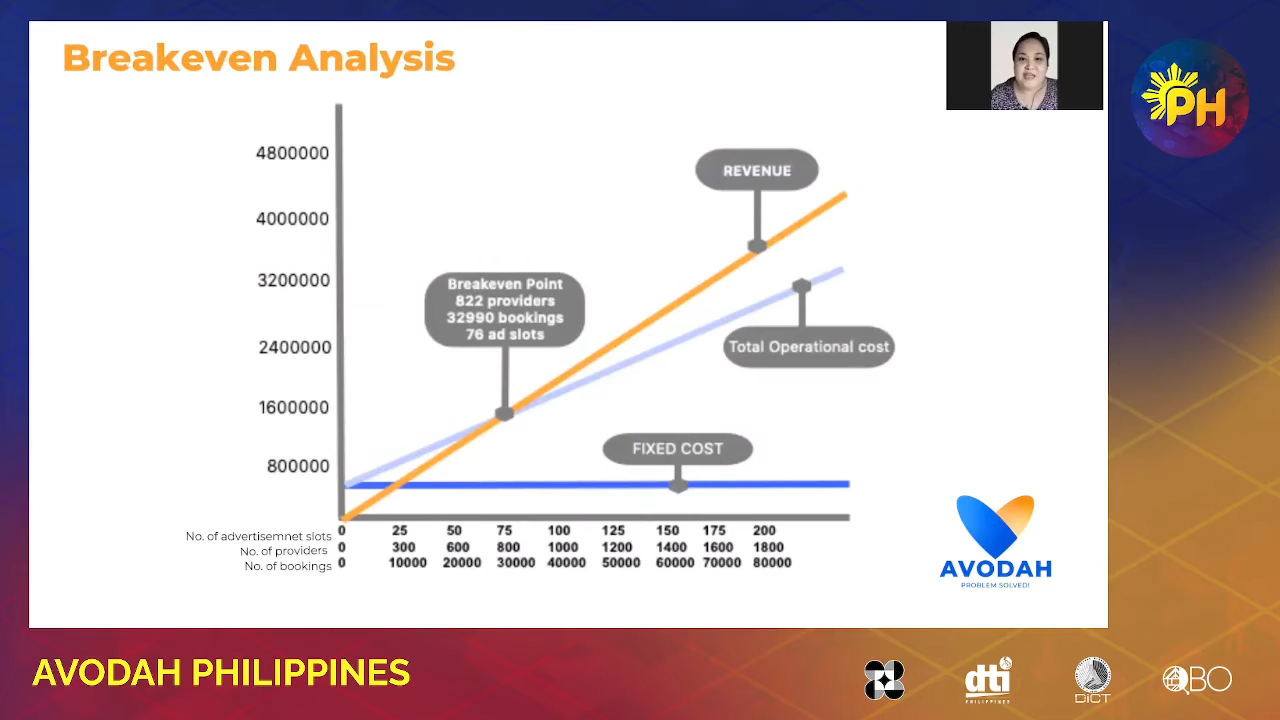 Breakeven Analysis
PH
4800000
4000000
3200000
2400000
1600000
800000
REVENUE
Breakeven Point
822 providers
32990 bookings
76 ad slots
Total Operational cost
FIXED COST
No. of advertisemnet slots 0 25 50 75 100 125 150 175 200
No. of providers 0 300 600 800 1000 1200 1400 1600 1800
No. of bookings 0 10000 20000 30000 40000 50000 60000 70000 80000
AVODAH
PROBLEM SOLVED!
AVODAH PHILIPPINES
dti
PHILIPPINES
DICT
QBO